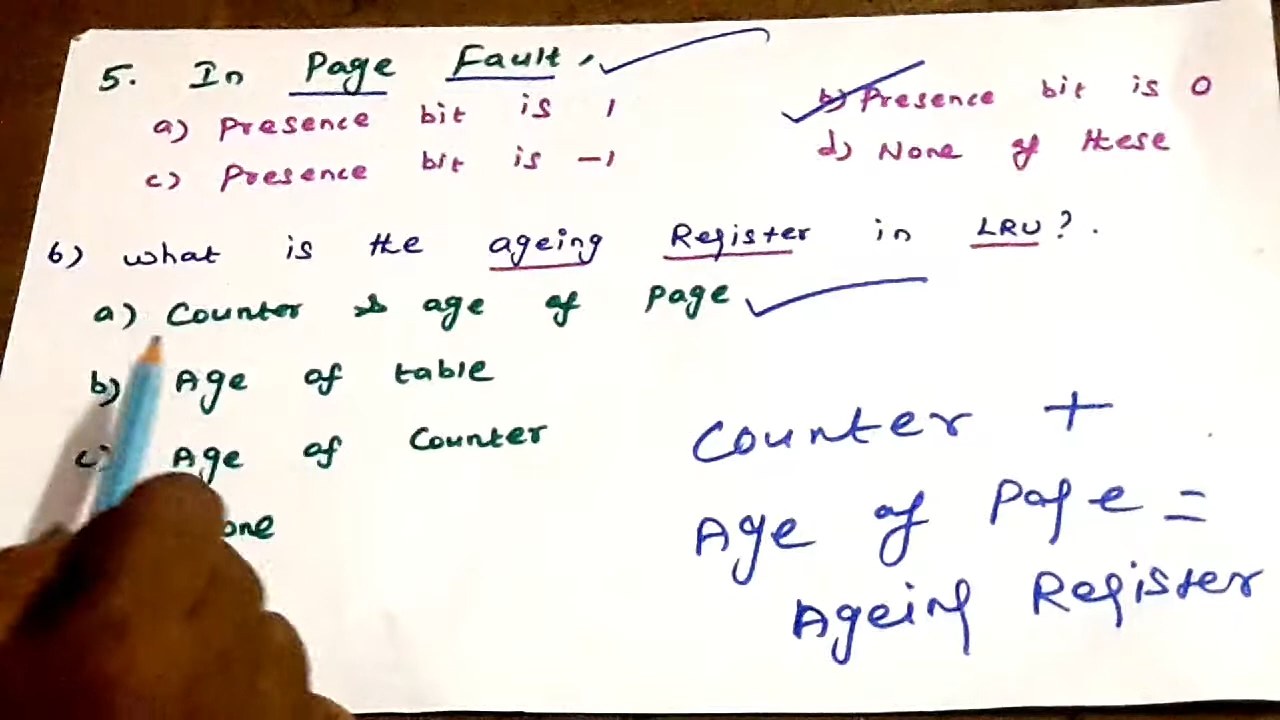 5. In Page Fault,
a) Presence bit is 1 b) Presence bit is 0
c) Presence bit is -1 d) None of these
6) what is the ageing Register in LRU?.
a) Counter & age of page
b) Age of table
c) Age of Counter
one
Counter +
Age of Page =
Ageing Register